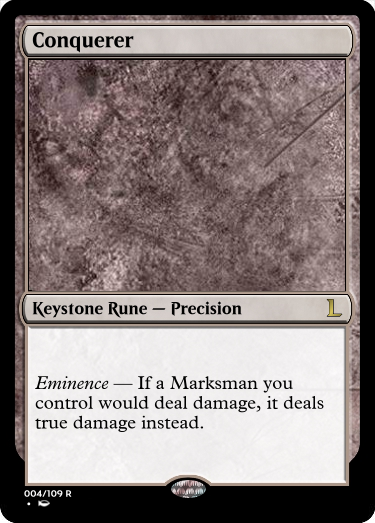 Conquerer
Keystone Rune — Precision
L
Eminence — If a Marksman you
control would deal damage, it deals
true damage instead.
004/109 R